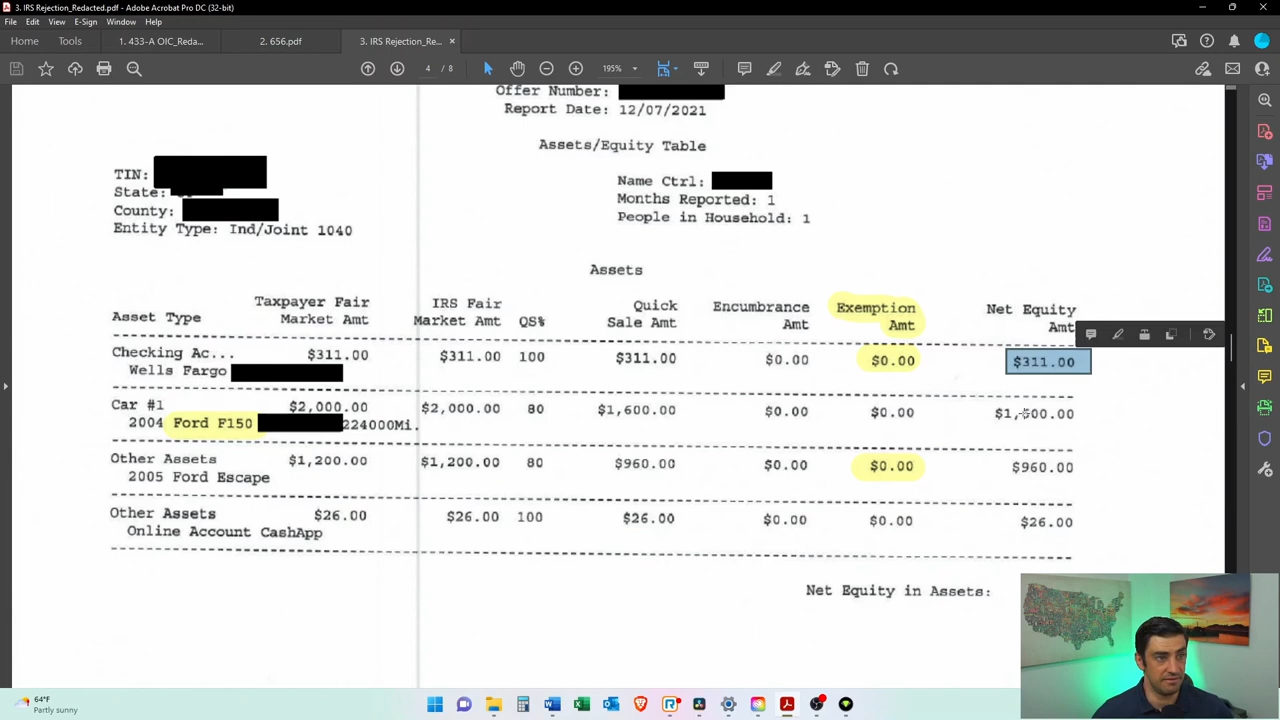 3. IRS Rejection_Redacted.pdf - Adobe Acrobat Pro DC (32-bit)
File Edit View E-Sign Window Help
Home Tools 1. 433-A OIC_Reda... 2. 656.pdf 3. IRS Rejection_Re...
4 / 8 195%
Offer Number:
Report Date: 12/07/2021
Assets/Equity Table
TIN:
State:
County:
Entity Type: Ind/Joint 1040
Name Ctrl:
Months Reported: 1
People in Household: 1
Assets
Asset Type Taxpayer Fair Market Amt IRS Fair Market Amt QS% Quick Sale Amt Encumbrance Amt Exemption Amt Net Equity Amt
Checking Ac... $311.00 $311.00 100 $311.00 $0.00 $0.00 $311.00
Wells Fargo
Car #1 $2,000.00 $2,000.00 80 $1,600.00 $0.00 $0.00 $1,600.00
2004 Ford F150 224000Mi.
Other Assets $1,200.00 $1,200.00 80 $960.00 $0.00 $0.00 $960.00
2005 Ford Escape
Other Assets $26.00 $26.00 100 $26.00 $0.00 $0.00 $26.00
Online Account CashApp
Net Equity in Assets:
64°F
Partly sunny